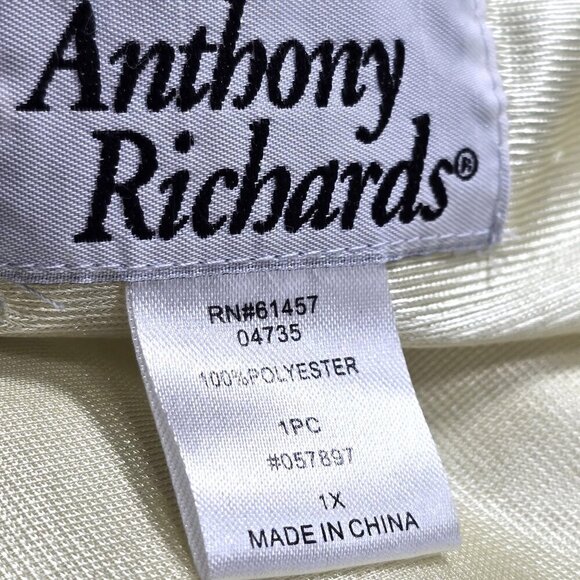 Anthony
Richards®
RN#61457
04735
100%POLYESTER
1PC
#057897
1X
MADE IN CHINA